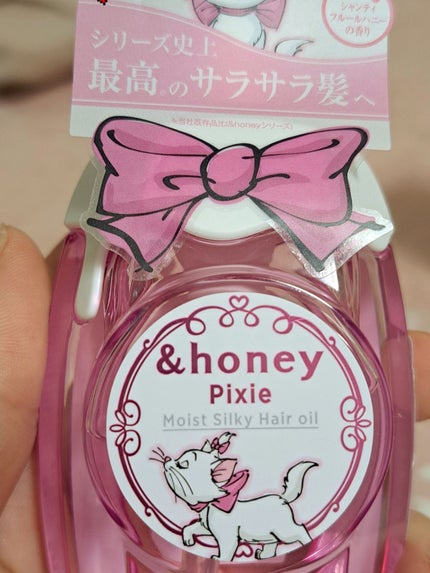 シャンティ
フルールハニー
の香り
シリーズ史上
最高※のサラサラ髪へ
※当社既存品比(&honeyシリーズ)
&honey
Pixie
Moist Silky Hair oil